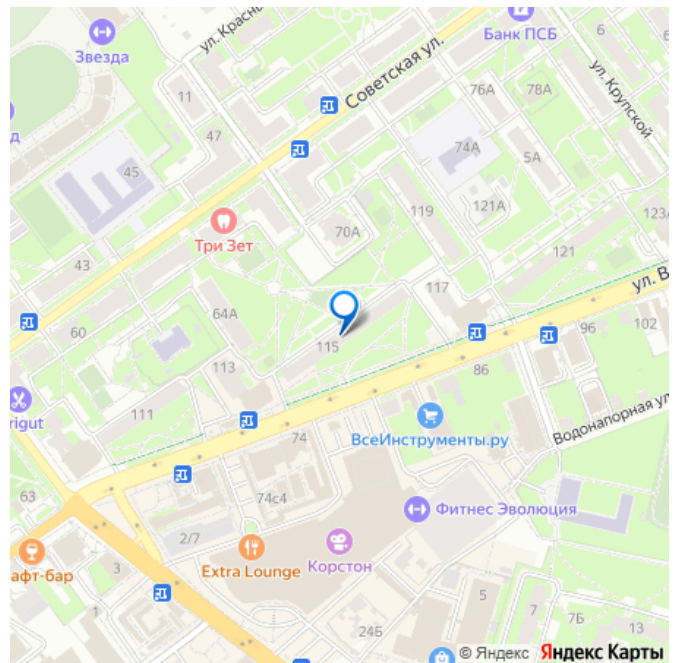 ул. Красн
Банк ПСБ
6
Звезда
Советская ул.
ул. Крупской
11
76А
78А
д
47
74А
5А
45
119
121А
123А
70А
Три Зет
43
121
117
ул. В
64А
60
115
96
102
113
86
rigut
111
ВсеИнструменты.ру
Водонапорная ул
74
63
74с4
Фитнес Эволюция
2/7
афт-бар
3
Extra Lounge
Корстон
1
5
7
7Б
24Б
13
© Яндекс Яндекс Карты